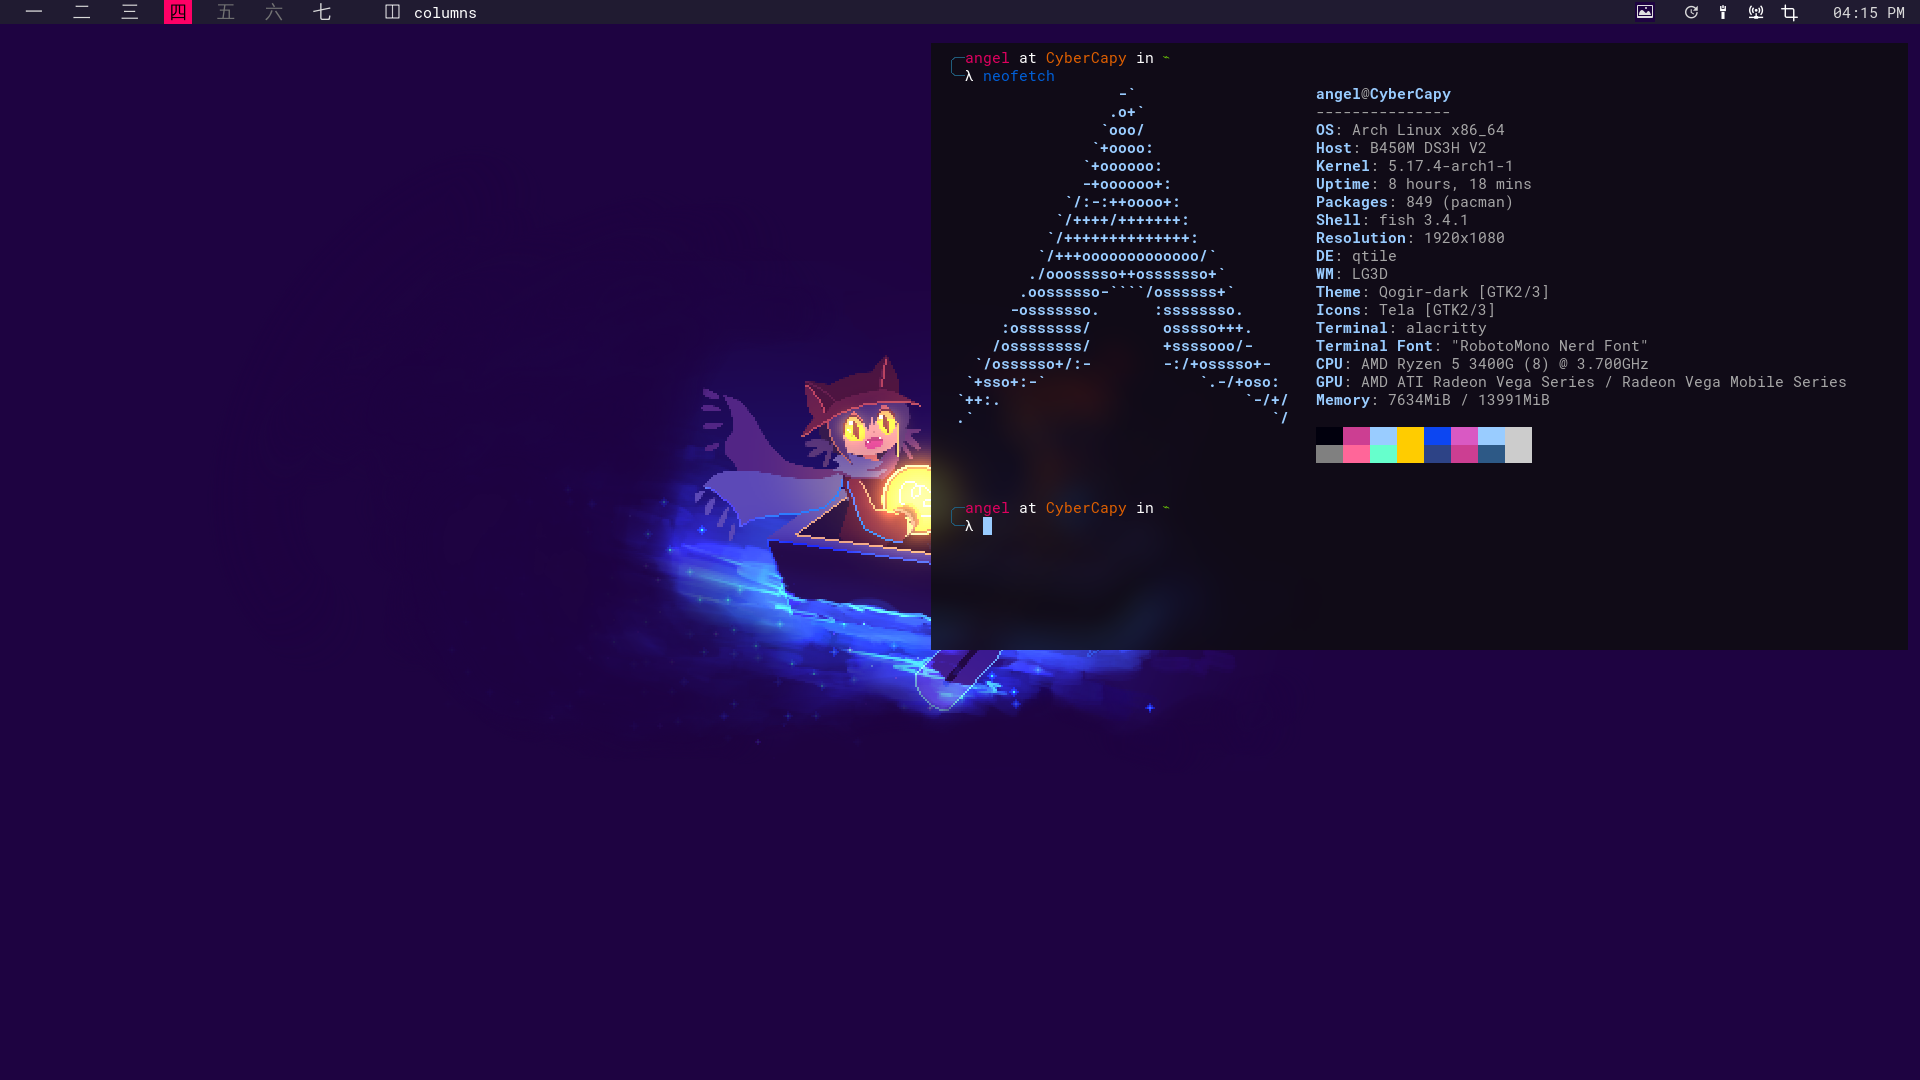 一 二 三 四 五 六 七 columns 04:15 PM
angel at CyberCapy in ~
λ neofetch
-`
.o+`
`ooo/
`+oooo:
`+oooooo:
-+oooooo+:
`/:-:++oooo+:
`/++++/+++++++:
`/++++++++++++++:
`/+++ooooooooooooo/`
./ooosssso++osssssso+`
.oossssso-````/ossssss+`
-osssssso. :ssssssso.
:osssssss/ osssso+++.
/ossssssss/ +ssssooo/-
`/ossssso+/:- -:/+osssso+-
`+sso+:-` `.-/+oso:
`++:. `-/+/
.` `/
angel@CyberCapy
---------------
OS: Arch Linux x86_64
Host: B450M DS3H V2
Kernel: 5.17.4-arch1-1
Uptime: 8 hours, 18 mins
Packages: 849 (pacman)
Shell: fish 3.4.1
Resolution: 1920x1080
DE: qtile
WM: LG3D
Theme: Qogir-dark [GTK2/3]
Icons: Tela [GTK2/3]
Terminal: alacritty
Terminal Font: "RobotoMono Nerd Font"
CPU: AMD Ryzen 5 3400G (8) @ 3.700GHz
GPU: AMD ATI Radeon Vega Series / Radeon Vega Mobile Series
Memory: 7634MiB / 13991MiB
angel at CyberCapy in ~
λ